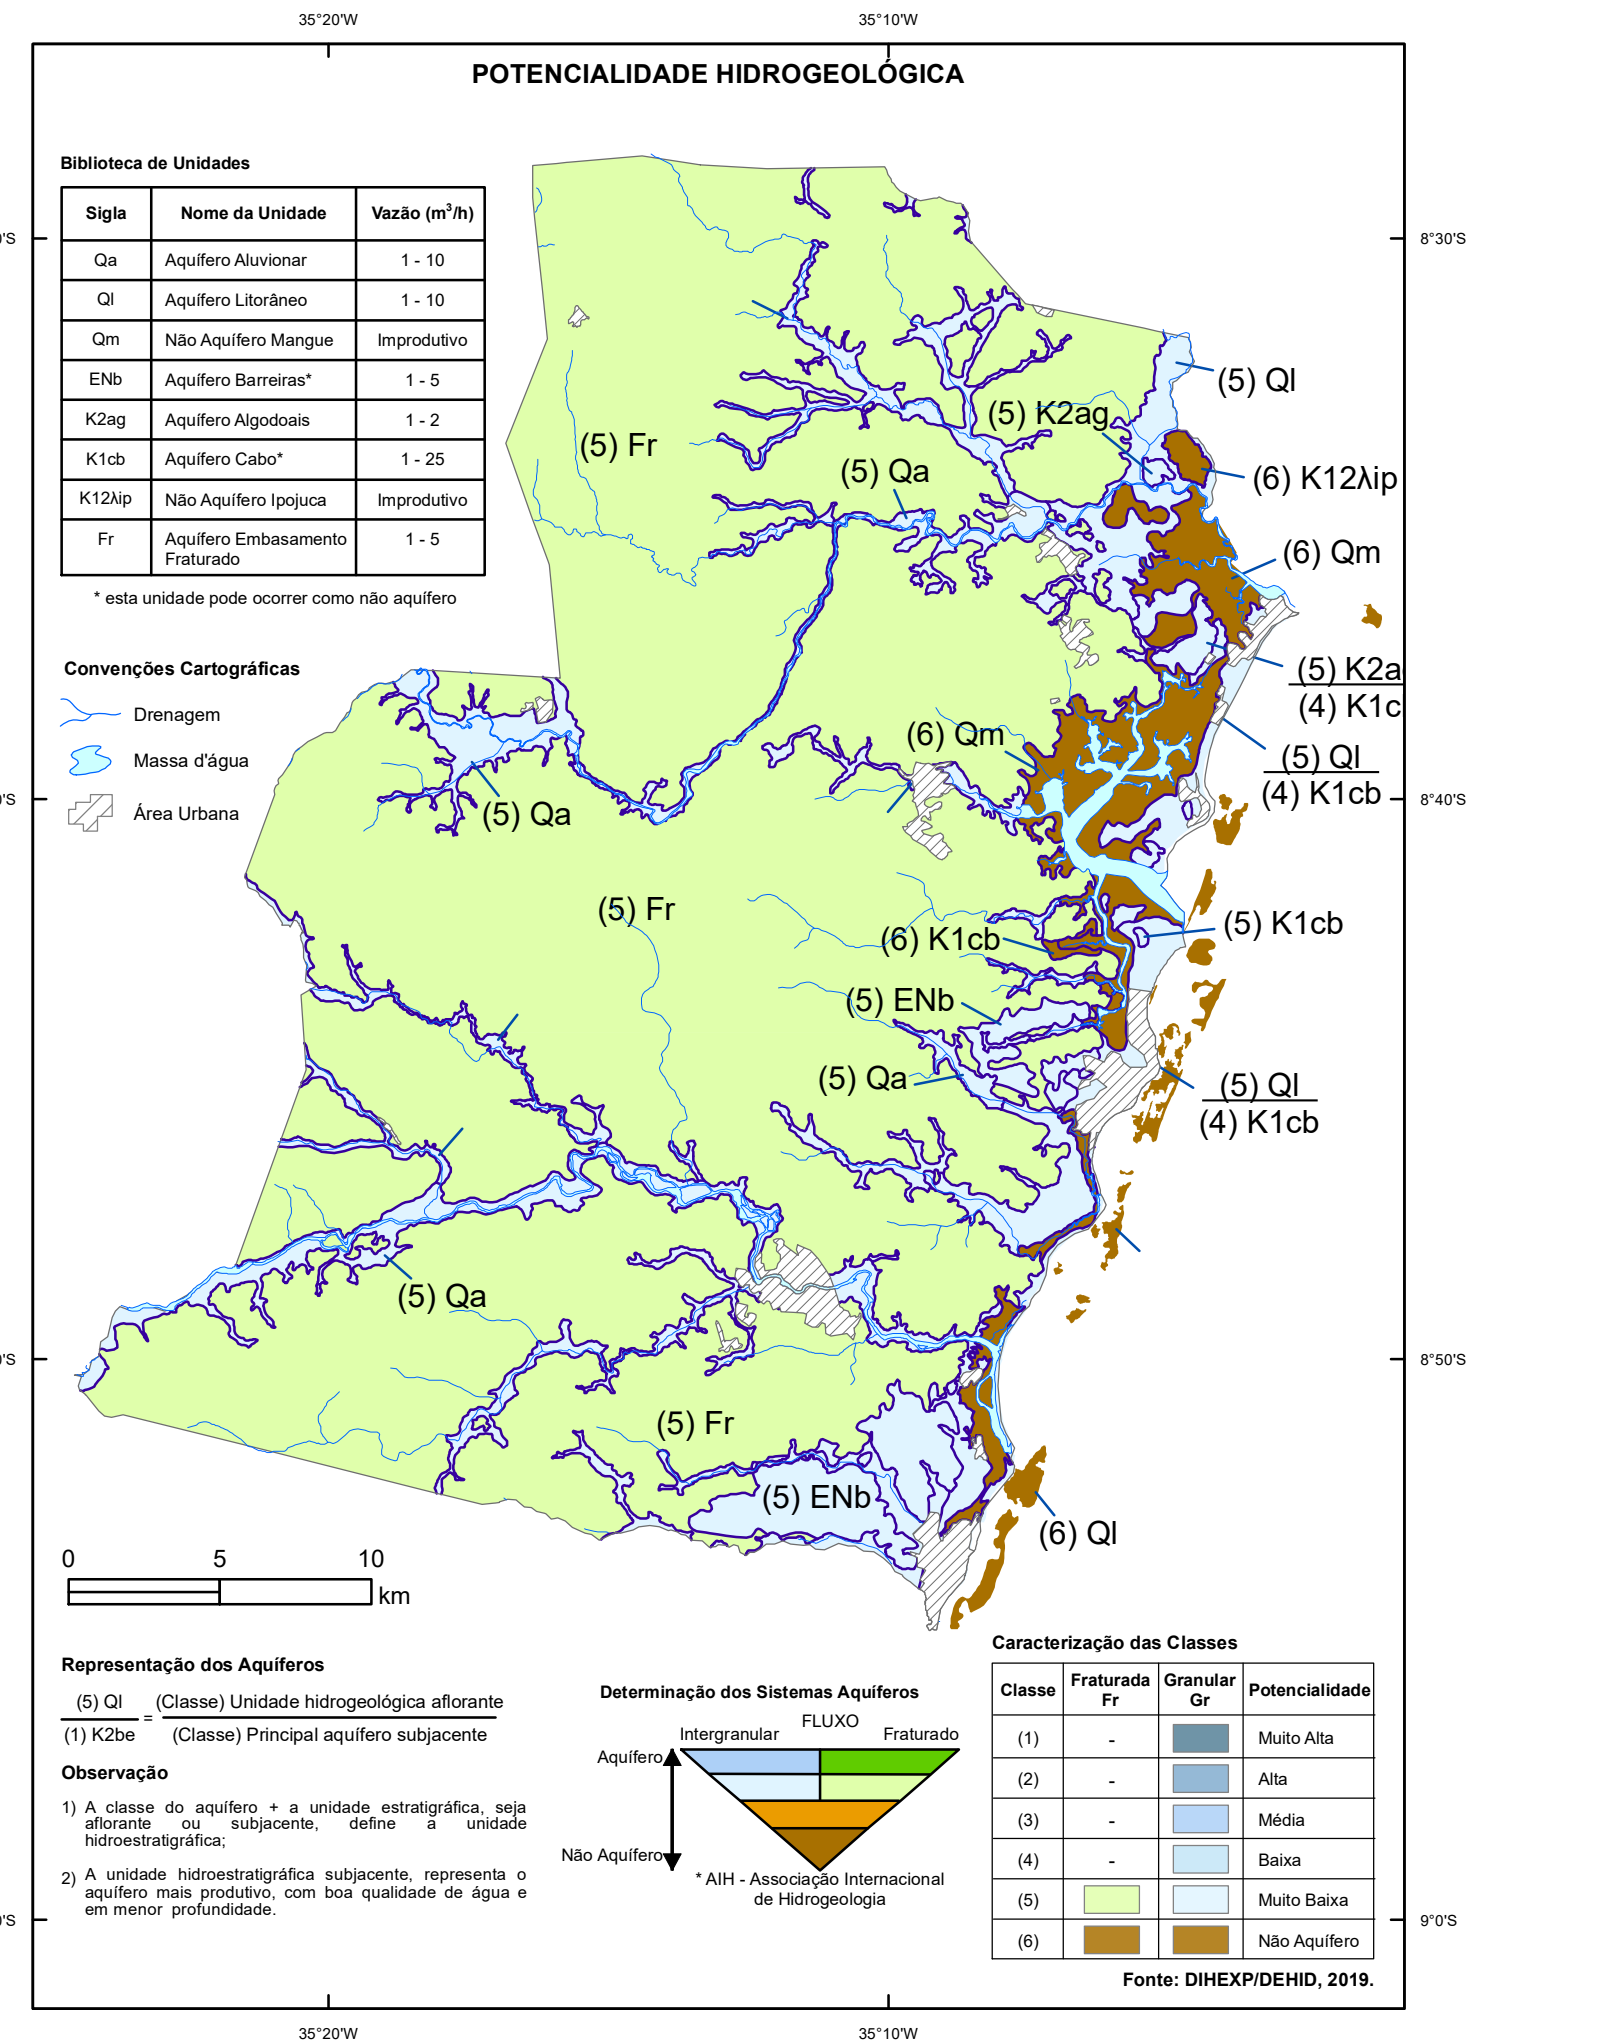 35°20'W 35°10'W
POTENCIALIDADE HIDROGEOLÓGICA
Biblioteca de Unidades
Sigla Nome da Unidade Vazão (m³/h)
Qa Aquífero Aluvionar 1 - 10
Ql Aquífero Litorâneo 1 - 10
Qm Não Aquífero Mangue Improdutivo
ENb Aquífero Barreiras* 1 - 5
K2ag Aquífero Algodoais 1 - 2
K1cb Aquífero Cabo* 1 - 25
K12λip Não Aquífero Ipojuca Improdutivo
Fr Aquífero Embasamento 1 - 5
Fraturado
* esta unidade pode ocorrer como não aquífero
0'S 8°30'S
(5) Ql
(5) K2ag
(5) Fr
(5) Qa
(6) K12λip
(6) Qm
Convenções Cartográficas
Drenagem
Massa d'água
Área Urbana
(5) K2a
(4) K1c
(6) Qm
(5) Ql
(4) K1cb
0'S 8°40'S
(5) Qa
(5) Fr
(6) K1cb
(5) K1cb
(5) ENb
(5) Qa
(5) Ql
(4) K1cb
(5) Qa
0'S 8°50'S
(5) Fr
(5) ENb
(6) Ql
0 5 10
km
Representação dos Aquíferos
(5) Ql (Classe) Unidade hidrogeológica aflorante
=
(1) K2be (Classe) Principal aquífero subjacente
Observação
1) A classe do aquífero + a unidade estratigráfica, seja
aflorante ou subjacente, define a unidade
hidroestratigráfica;
2) A unidade hidroestratigráfica subjacente, representa o
aquífero mais produtivo, com boa qualidade de água e
em menor profundidade.
Determinação dos Sistemas Aquíferos
FLUXO
Intergranular Fraturado
Aquífero
Não Aquífero
* AIH - Associação Internacional
de Hidrogeologia
Caracterização das Classes
Classe Fraturada Granular Potencialidade
Fr Gr
(1) - Muito Alta
(2) - Alta
(3) - Média
(4) - Baixa
(5) Muito Baixa
(6) Não Aquífero
0'S 9°0'S
Fonte: DIHEXP/DEHID, 2019.
35°20'W 35°10'W